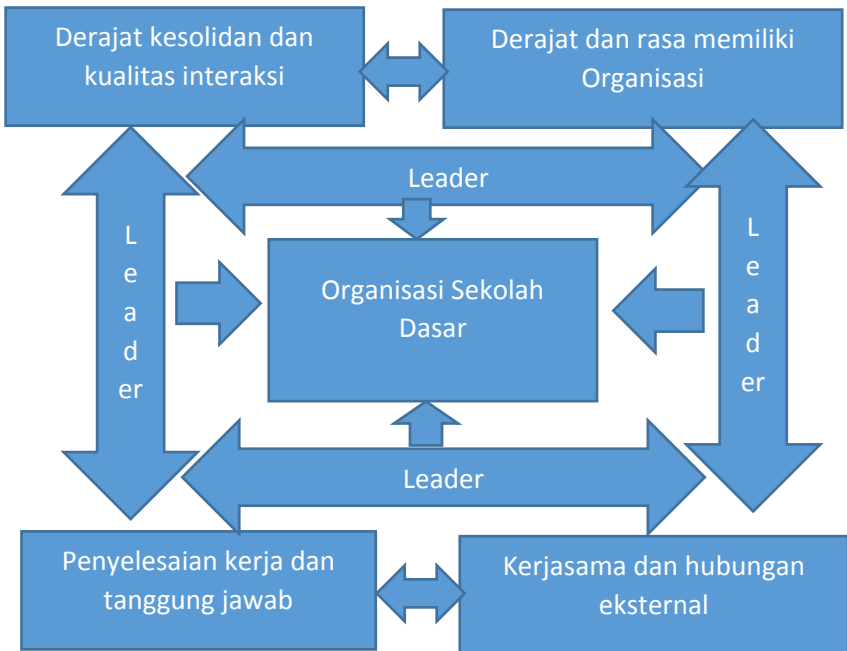 Derajat kesolidan dan
kualitas interaksi
Derajat dan rasa memiliki
Organisasi
Leader
L
e
a
d
er
Organisasi Sekolah
Dasar
L
e
a
d
er
Leader
Penyelesaian kerja dan
tanggung jawab
Kerjasama dan hubungan
eksternal